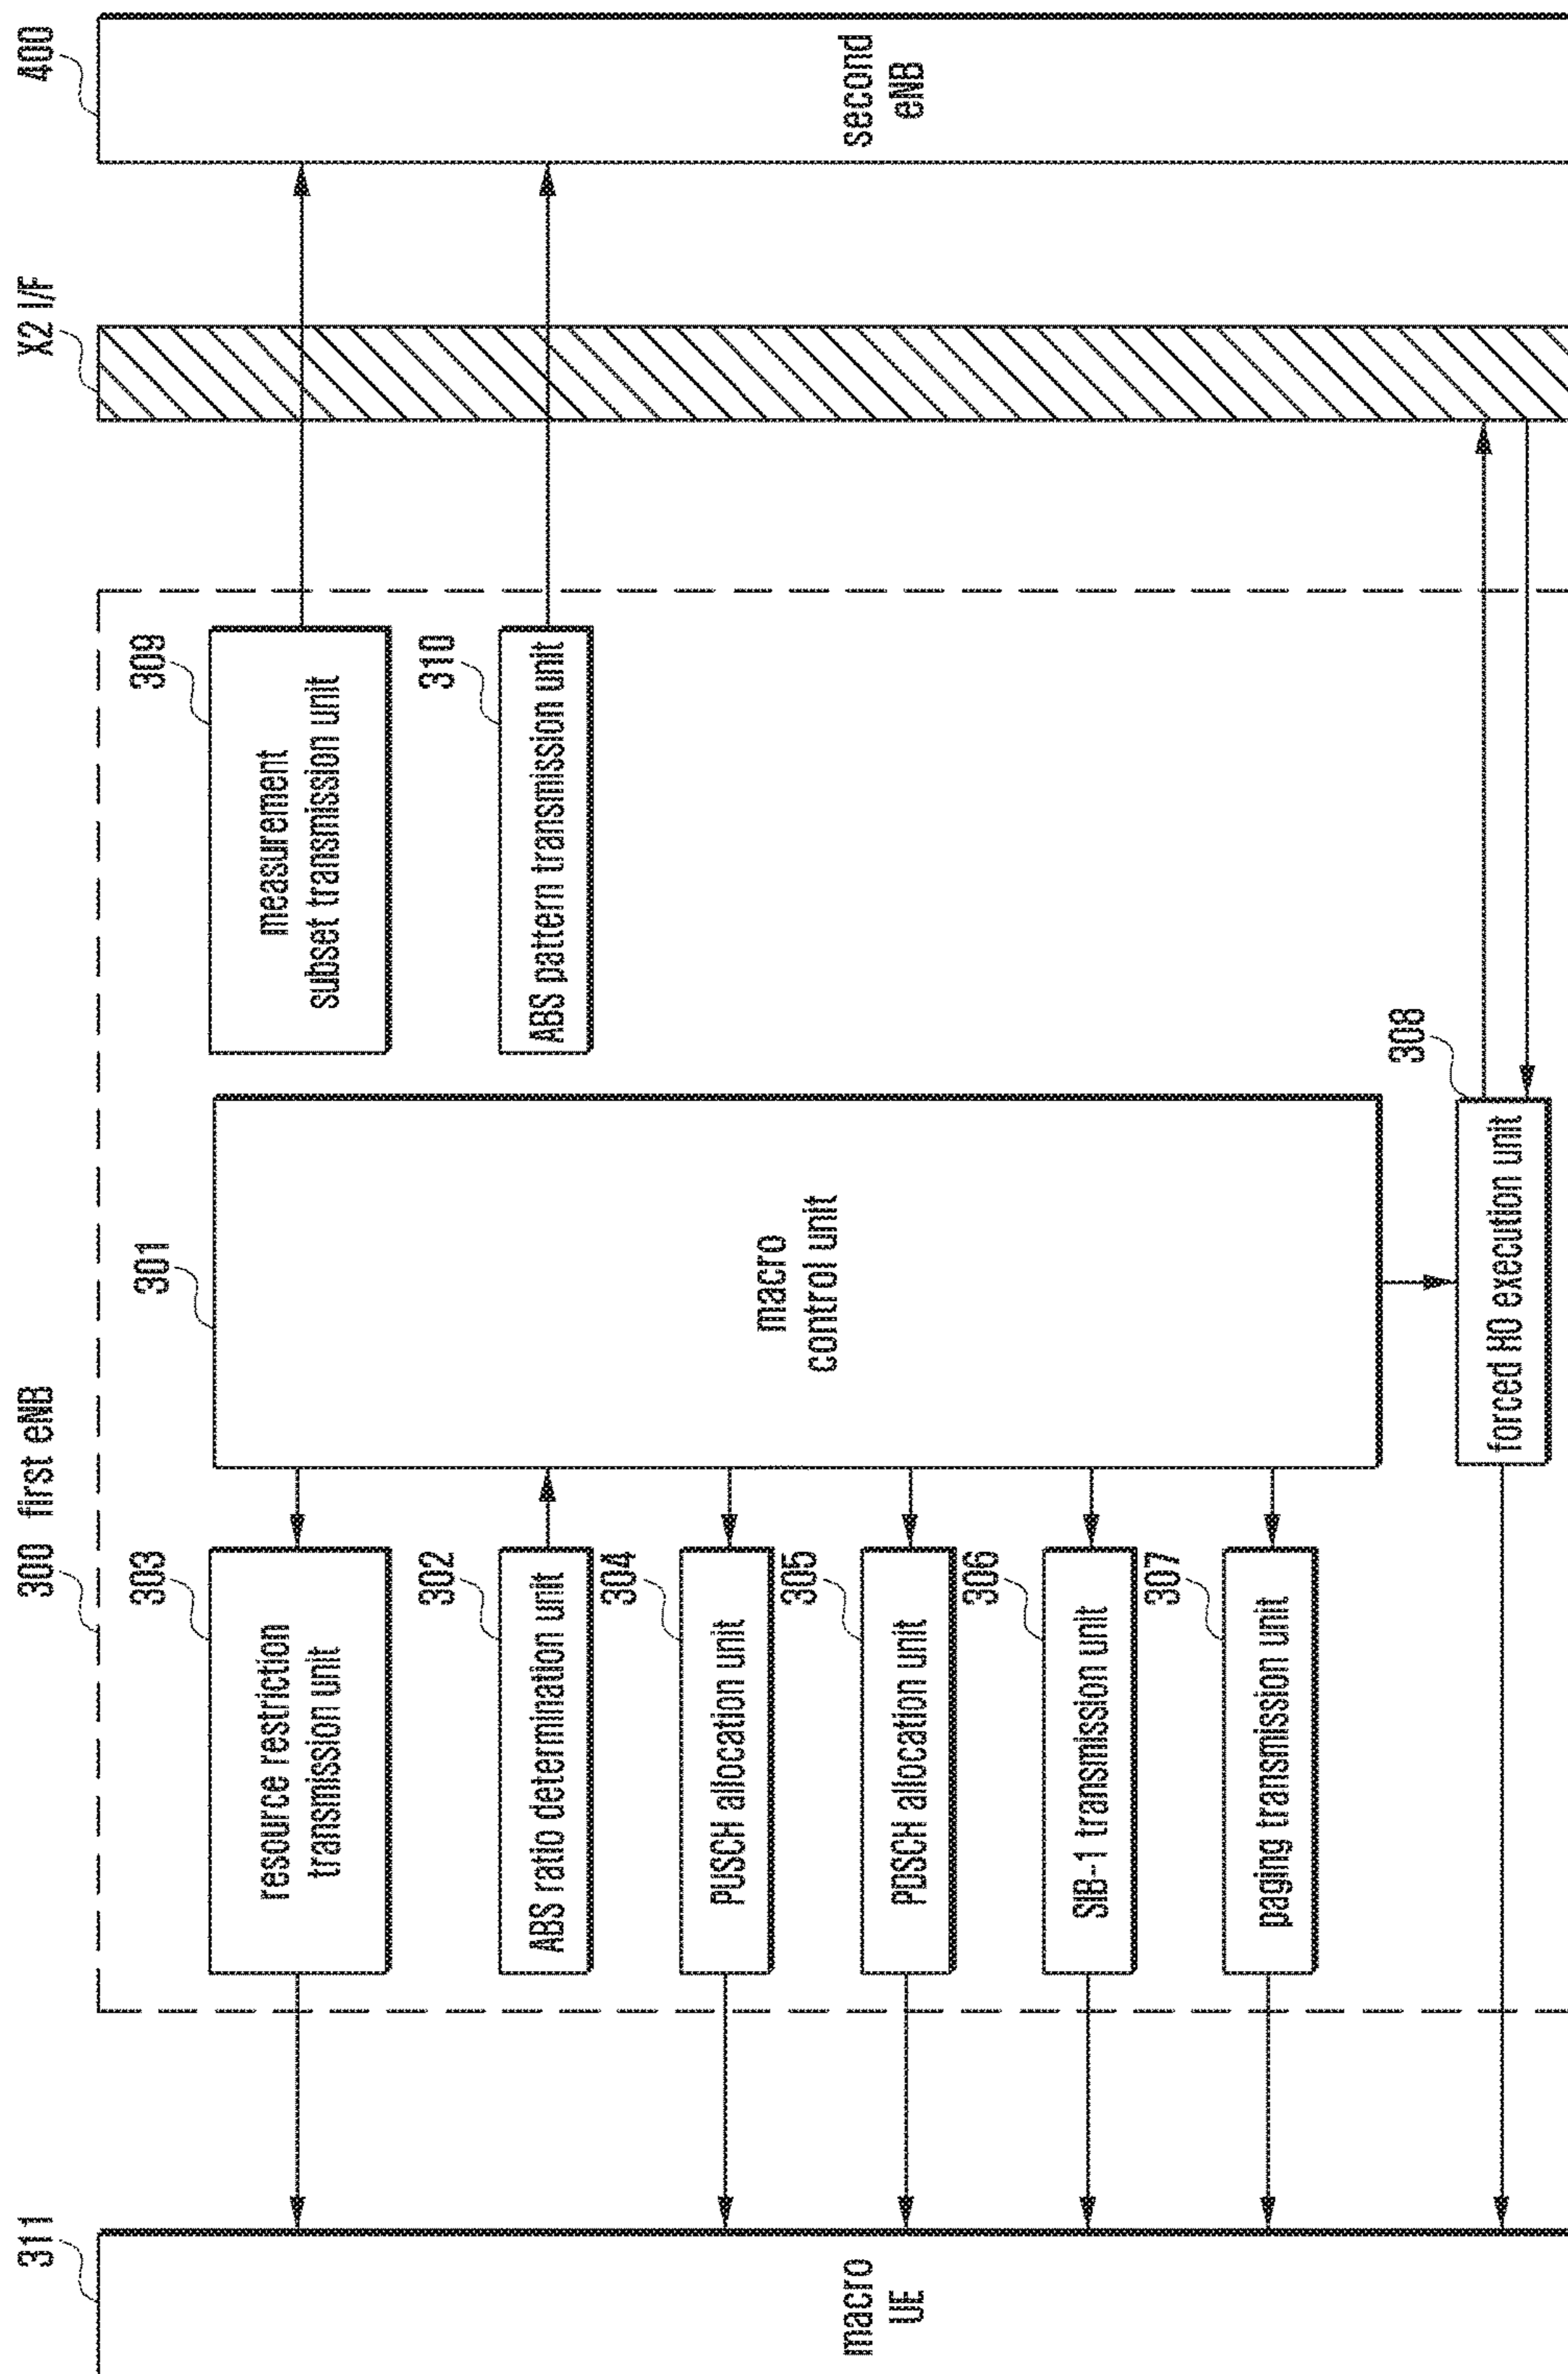 300 first eNB
X2 I/F
400
311
303
resource restriction
transmission unit
301
309
measurement
subset transmission unit
302
ABS ratio determination unit
310
ABS pattern transmission unit
304
PUSCH allocation unit
macro
control unit
macro
UE
second
eNB
305
PDSCH allocation unit
306
SIB-1 transmission unit
307
paging transmission unit
308
forced HO execution unit